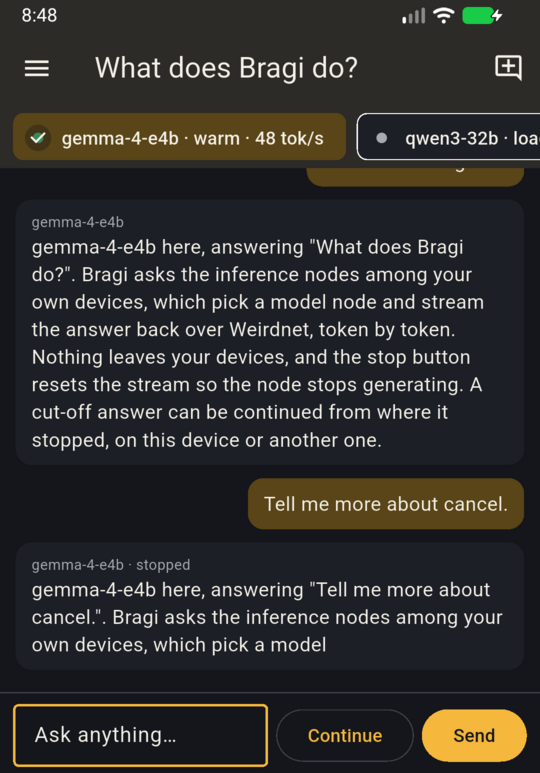 8:48
What does Bragi do?
gemma-4-e4b · warm · 48 tok/s
qwen3-32b · loa
gemma-4-e4b
gemma-4-e4b here, answering "What does Bragi
do?". Bragi asks the inference nodes among your
own devices, which pick a model node and stream
the answer back over Weirdnet, token by token.
Nothing leaves your devices, and the stop button
resets the stream so the node stops generating. A
cut-off answer can be continued from where it
stopped, on this device or another one.
Tell me more about cancel.
gemma-4-e4b · stopped
gemma-4-e4b here, answering "Tell me more about
cancel.". Bragi asks the inference nodes among your
own devices, which pick a model
Ask anything…
Continue
Send